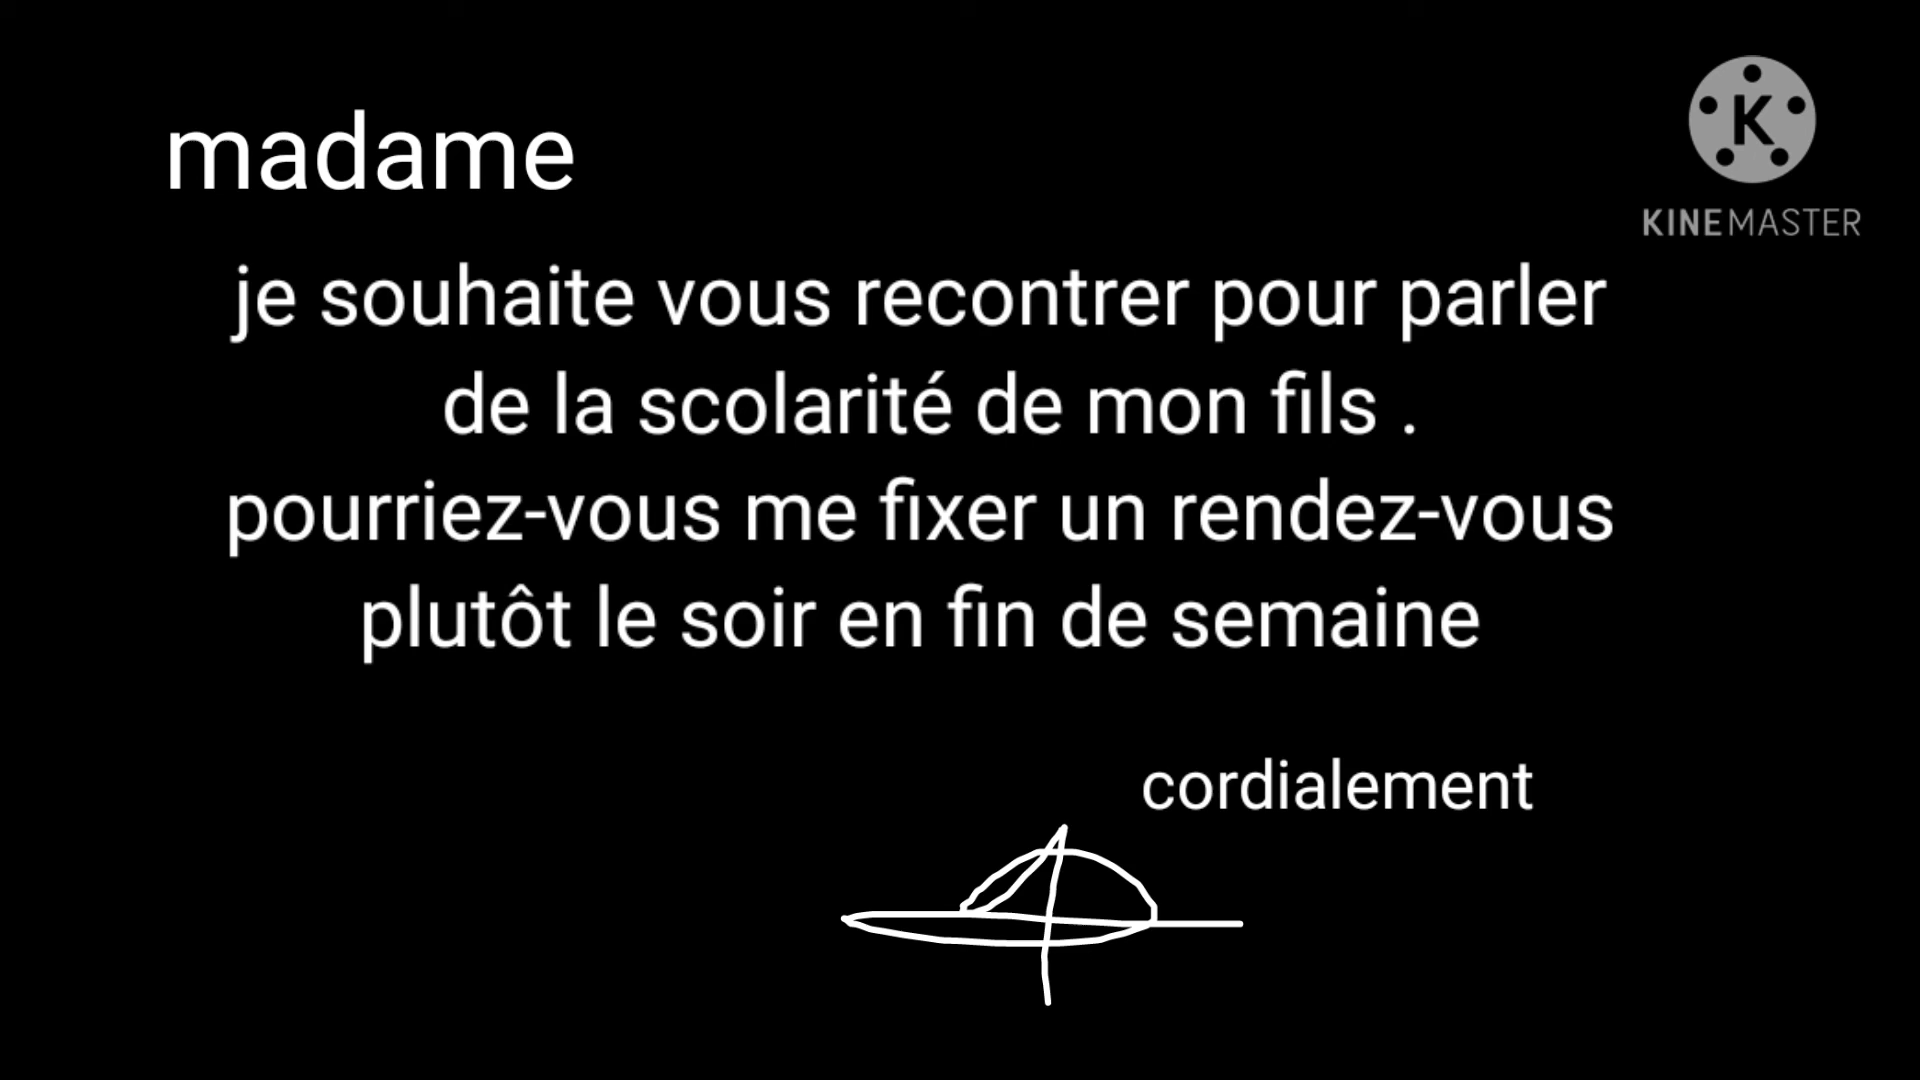 madame
K
KINEMASTER
je souhaite vous recontrer pour parler
de la scolarité de mon fils .
pourriez-vous me fixer un rendez-vous
plutôt le soir en fin de semaine
cordialement